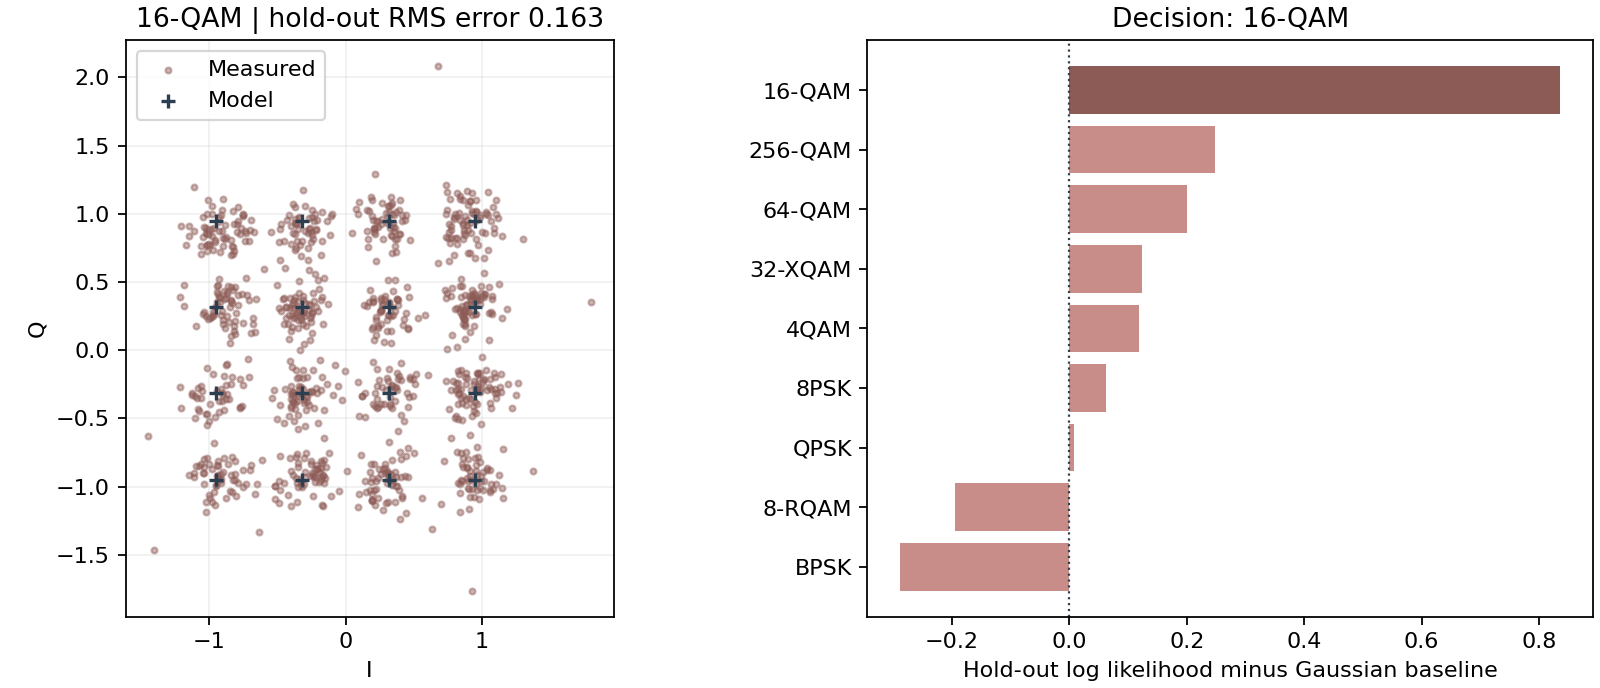 16-QAM | hold-out RMS error 0.163
Measured
Model
2.0
1.5
1.0
0.5
0.0
−0.5
−1.0
−1.5
Q
−1
0
1
I
Decision: 16-QAM
16-QAM
256-QAM
64-QAM
32-XQAM
4QAM
8PSK
QPSK
8-RQAM
BPSK
−0.2
0.0
0.2
0.4
0.6
0.8
Hold-out log likelihood minus Gaussian baseline